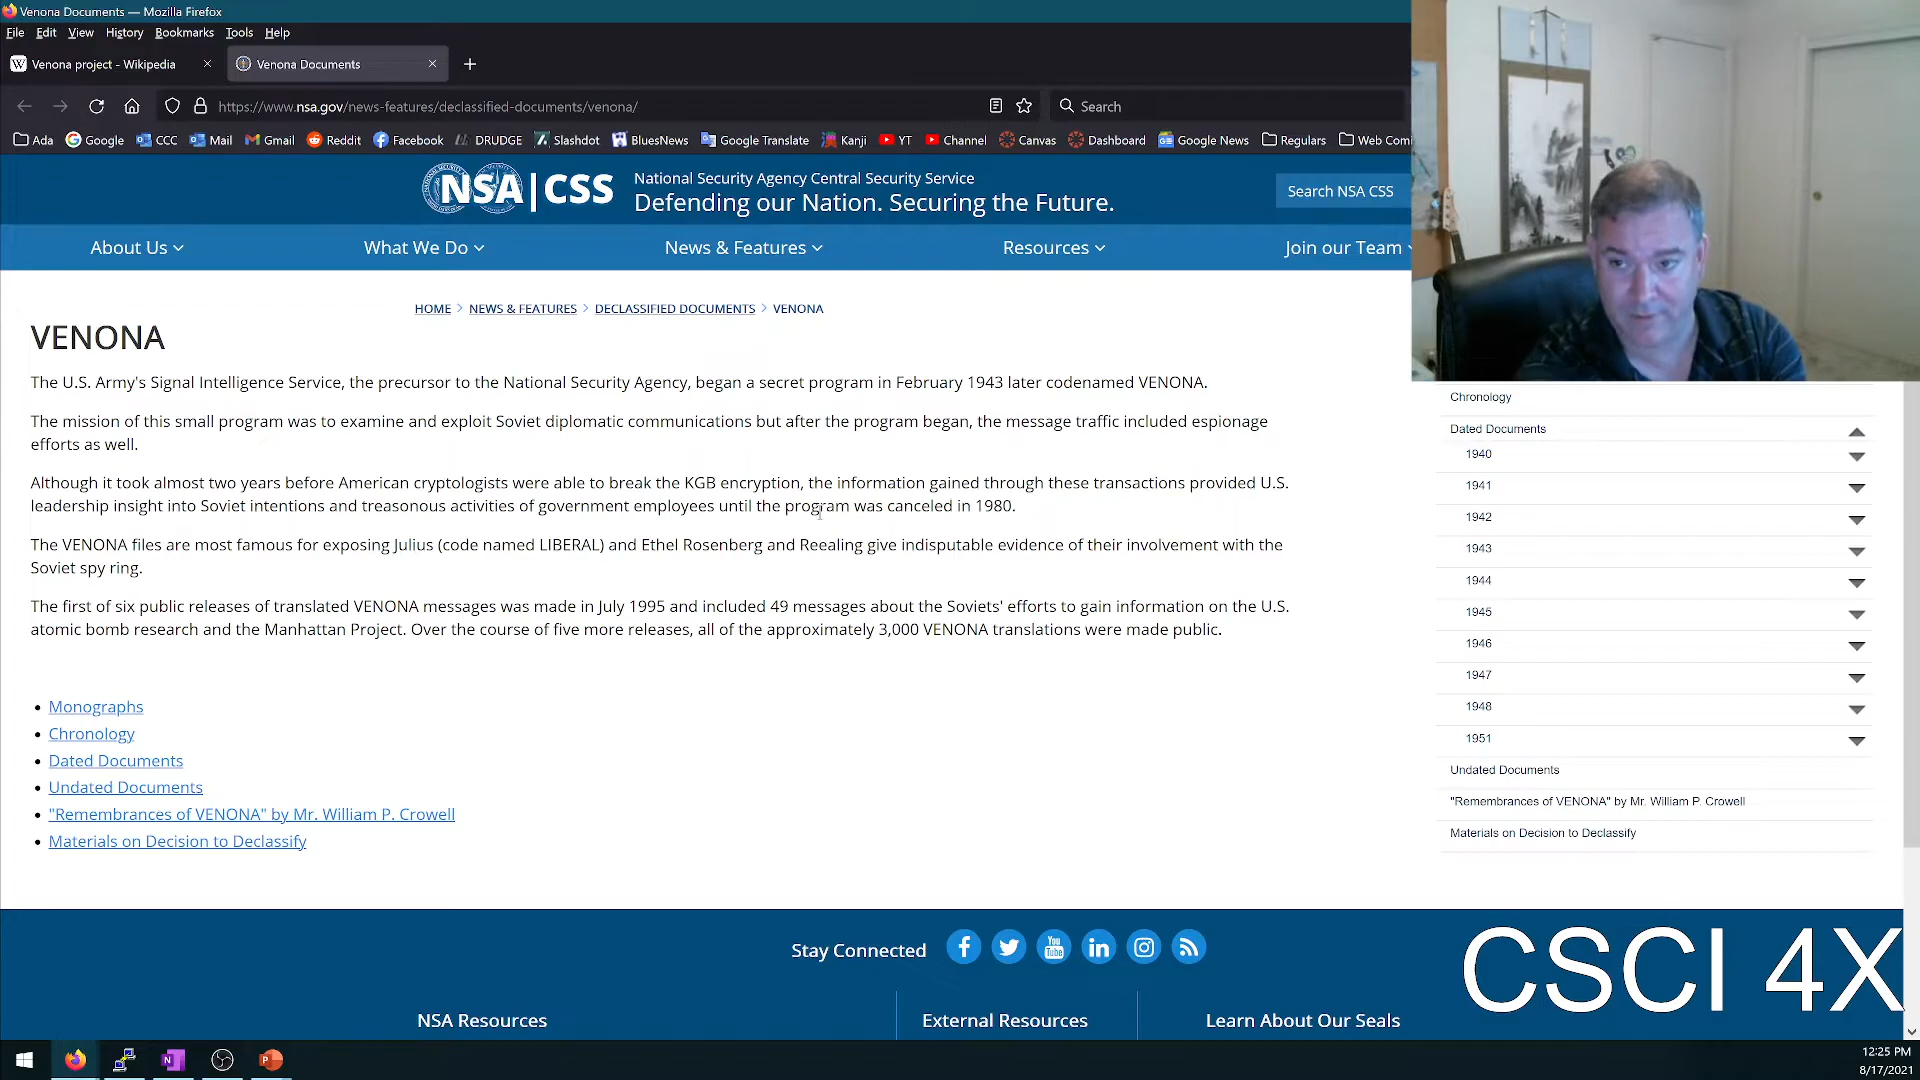 Venona Documents — Mozilla Firefox
File Edit View History Bookmarks Tools Help
Venona project - Wikipedia
Venona Documents
https://www.nsa.gov/news-features/declassified-documents/venona/
Search
Ada Google CCC Mail Gmail Reddit Facebook DRUDGE Slashdot BluesNews Google Translate Kanji YT Channel Canvas Dashboard Google News Regulars Web Comi
NSA|CSS
National Security Agency Central Security Service
Defending our Nation. Securing the Future.
Search NSA CSS
About Us What We Do News & Features Resources Join our Team
HOME > NEWS & FEATURES > DECLASSIFIED DOCUMENTS > VENONA
VENONA
The U.S. Army's Signal Intelligence Service, the precursor to the National Security Agency, began a secret program in February 1943 later codenamed VENONA.
The mission of this small program was to examine and exploit Soviet diplomatic communications but after the program began, the message traffic included espionage
efforts as well.
Although it took almost two years before American cryptologists were able to break the KGB encryption, the information gained through these transactions provided U.S.
leadership insight into Soviet intentions and treasonous activities of government employees until the program was canceled in 1980.
The VENONA files are most famous for exposing Julius (code named LIBERAL) and Ethel Rosenberg and Reealing give indisputable evidence of their involvement with the
Soviet spy ring.
The first of six public releases of translated VENONA messages was made in July 1995 and included 49 messages about the Soviets' efforts to gain information on the U.S.
atomic bomb research and the Manhattan Project. Over the course of five more releases, all of the approximately 3,000 VENONA translations were made public.
• Monographs
• Chronology
• Dated Documents
• Undated Documents
• "Remembrances of VENONA" by Mr. William P. Crowell
• Materials on Decision to Declassify
Chronology
Dated Documents
1940
1941
1942
1943
1944
1945
1946
1947
1948
1951
Undated Documents
"Remembrances of VENONA" by Mr. William P. Crowell
Materials on Decision to Declassify
Stay Connected
CSCI 4X
NSA Resources
External Resources
Learn About Our Seals
12:25 PM
8/17/2021